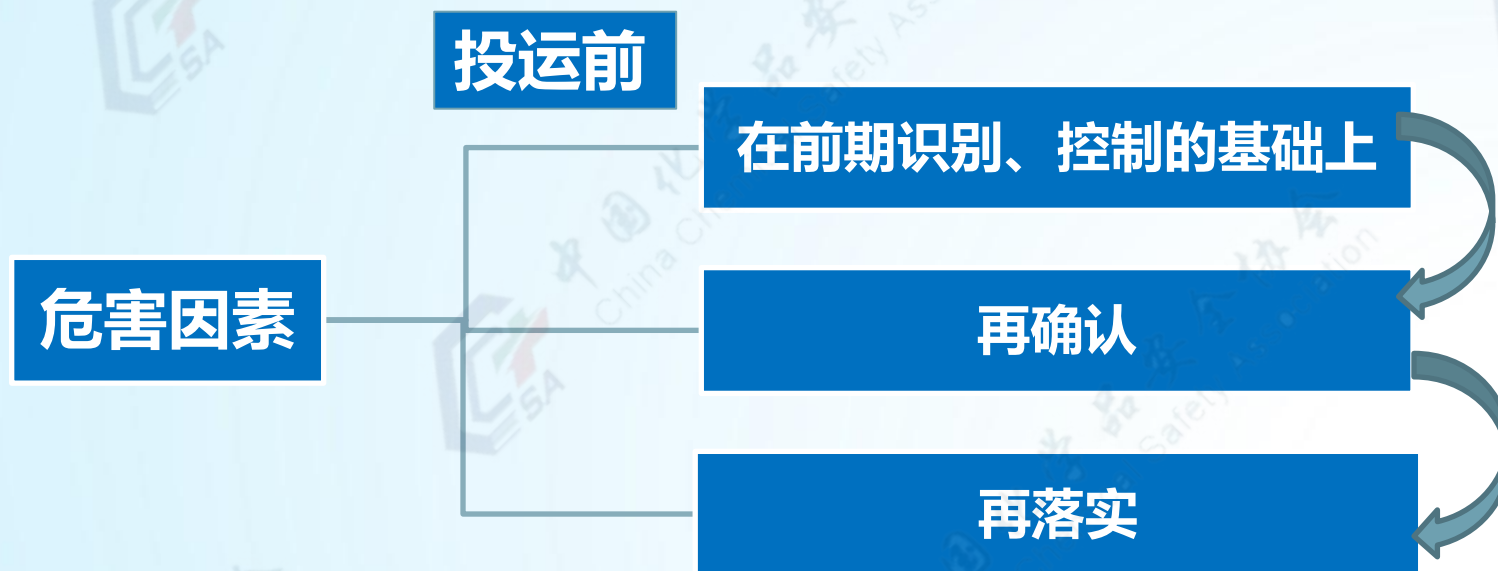 投运前
在前期识别、控制的基础上
危害因素
再确认
再落实